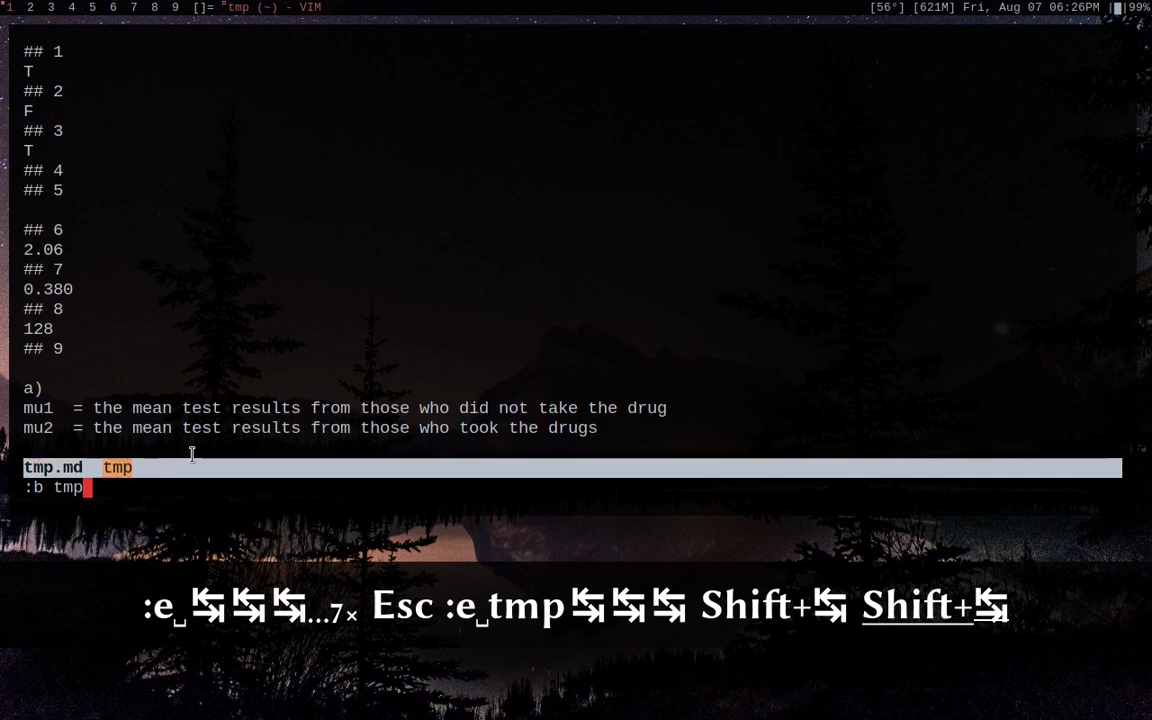 1 2 3 4 5 6 7 8 9 []= tmp (~) - VIM [56°] [621M] Fri, Aug 07 06:26PM | |99%
## 1
T
## 2
F
## 3
T
## 4
## 5
## 6
2.06
## 7
0.380
## 8
128
## 9
a)
mu1  = the mean test results from those who did not take the drug
mu2  = the mean test results from those who took the drugs
tmp.md  tmp
:b tmp
:e␣↹↹↹...7× Esc :e␣tmp↹↹↹ Shift+↹ Shift+↹